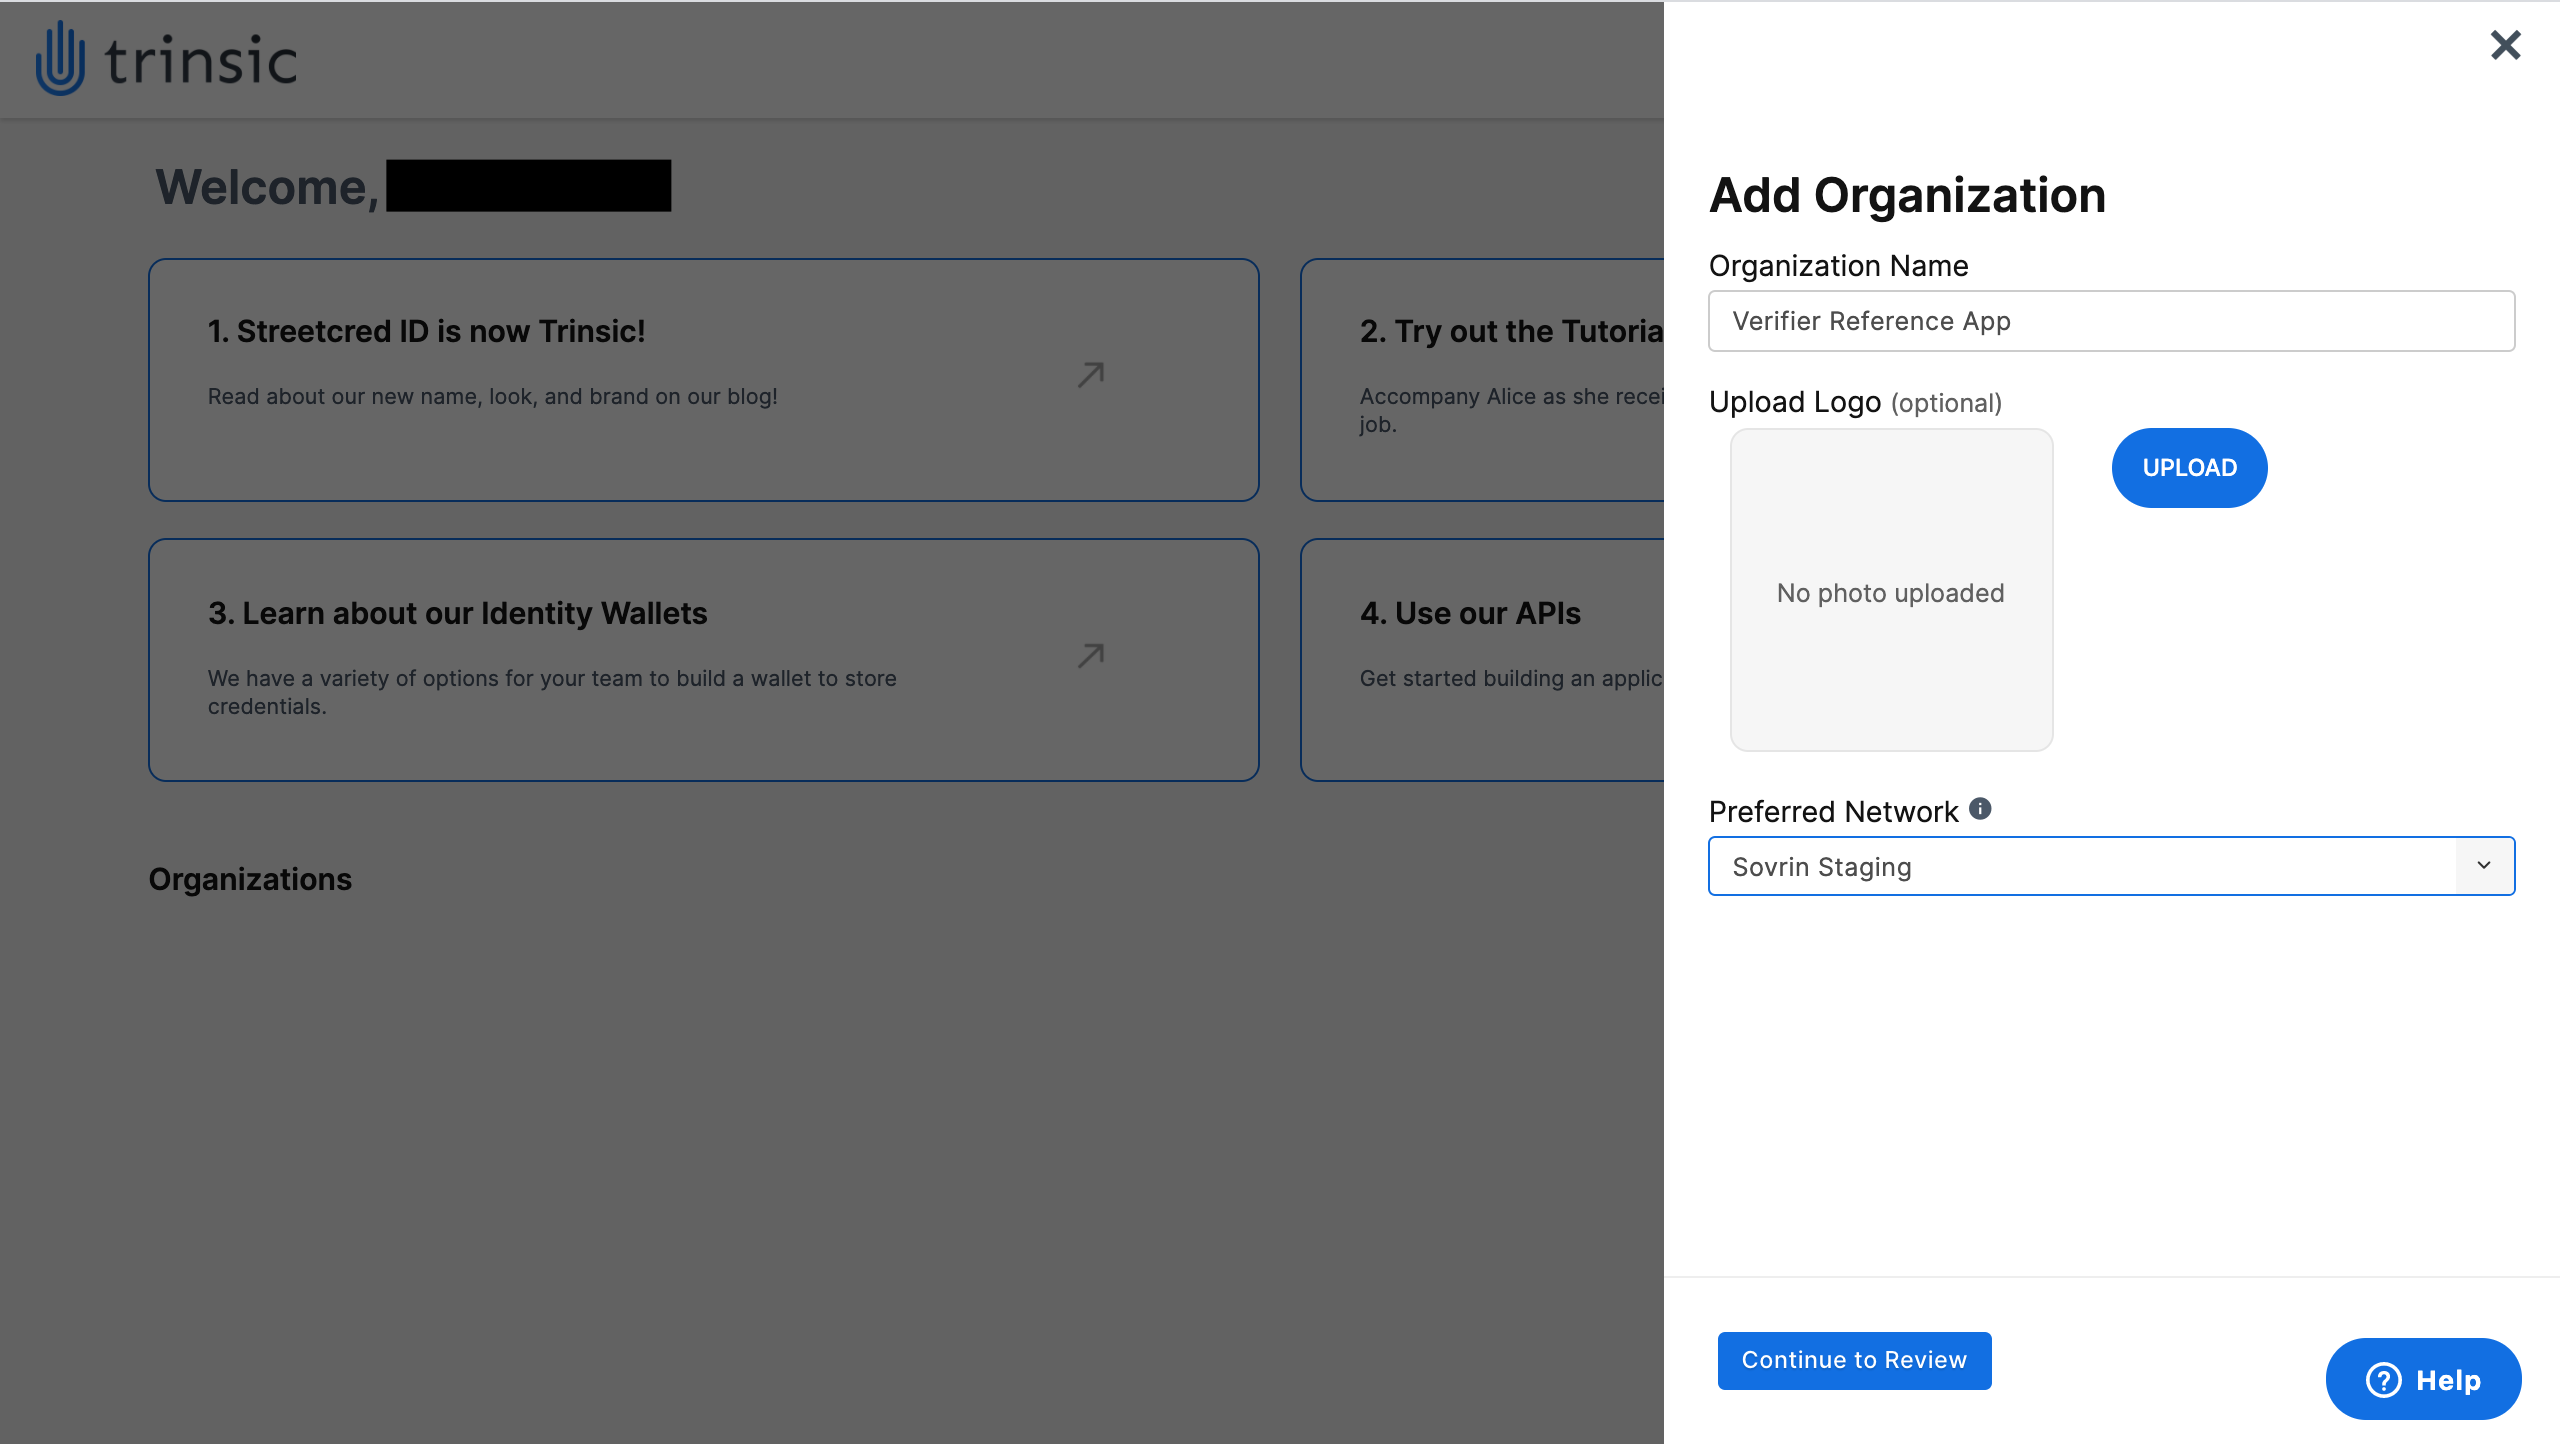 trinsic
Welcome,
1. Streetcred ID is now Trinsic!
Read about our new name, look, and brand on our blog!
2. Try out the Tutoria
Accompany Alice as she recei
job.
3. Learn about our Identity Wallets
We have a variety of options for your team to build a wallet to store
credentials.
4. Use our APIs
Get started building an applic
Organizations
Add Organization
Organization Name
Verifier Reference App
Upload Logo (optional)
UPLOAD
No photo uploaded
Preferred Network
Sovrin Staging
Continue to Review
Help